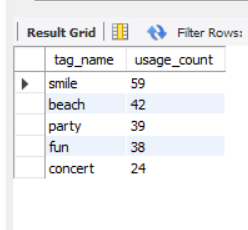 Result Grid Filter Rows:
tag_name usage_count
smile 59
beach 42
party 39
fun 38
concert 24